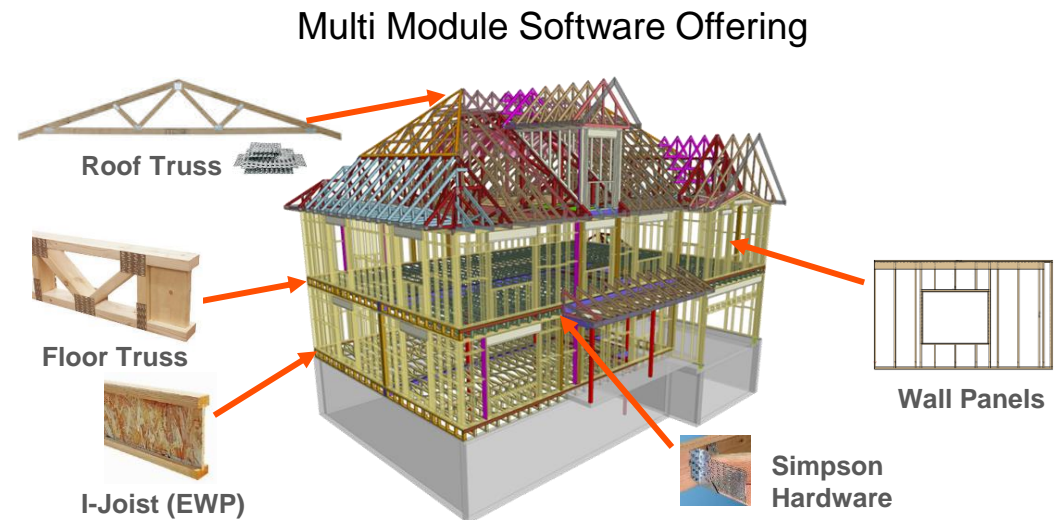 Multi Module Software Offering
Roof Truss
Floor Truss
I-Joist (EWP)
Wall Panels
Simpson
Hardware